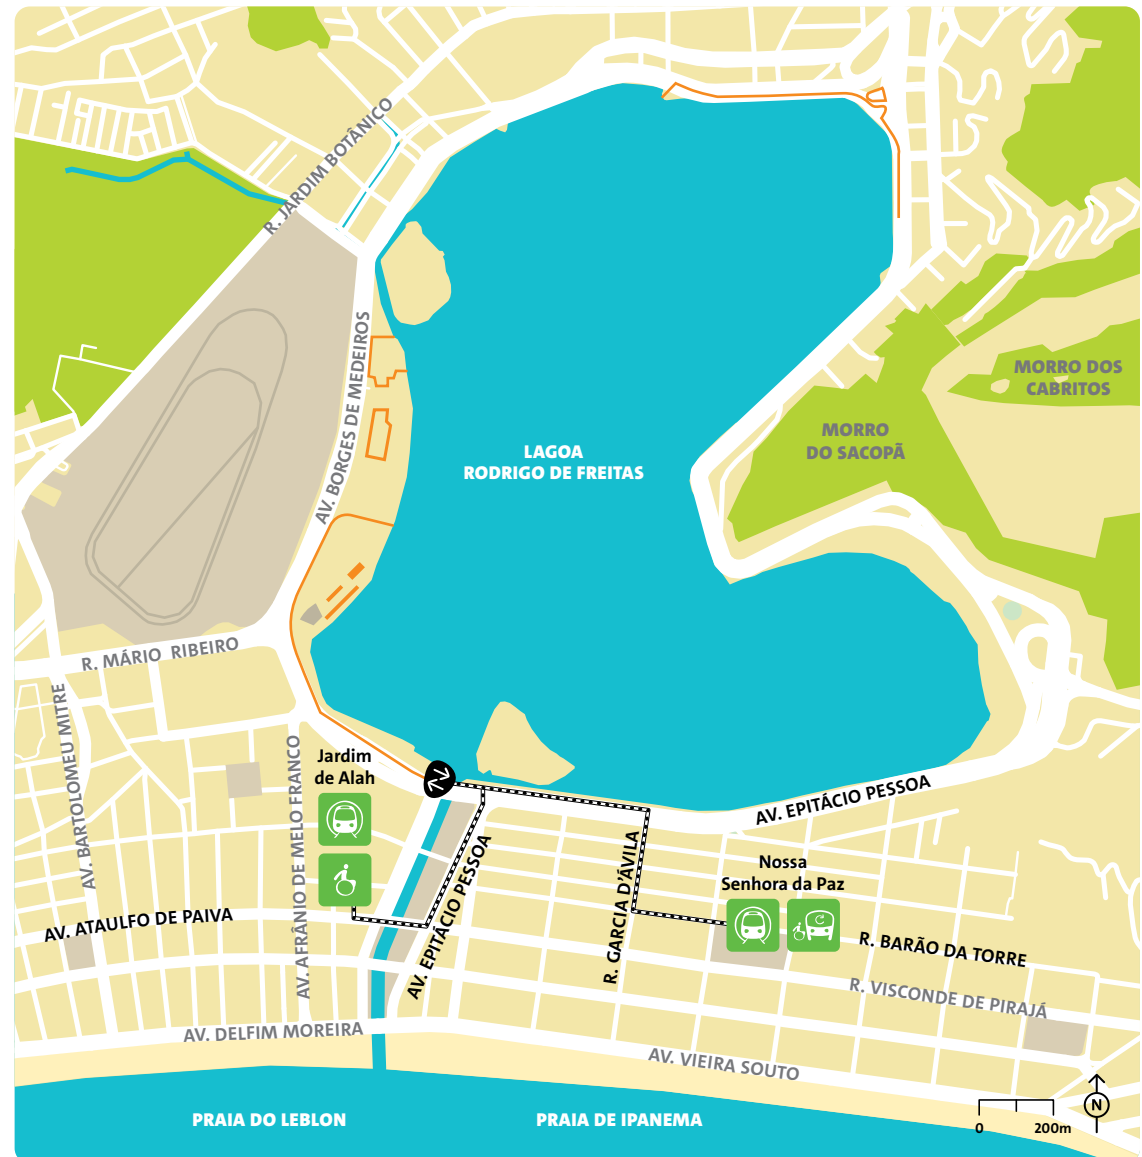 R. JARDIM BOTÂNICO
AV. BORGES DE MEDEIROS
MORRO DOS
CABRITOS
MORRO
DO SACOPÃ
LAGOA
RODRIGO DE FREITAS
R. MÁRIO RIBEIRO
AV. BARTOLOMEU MITRE
AV. AFRÂNIO DE MELO FRANCO
Jardim
de Alah
AV. EPITÁCIO PESSOA
AV. EPITÁCIO PESSOA
R. GARCIA D'ÁVILA
Nossa
Senhora da Paz
AV. ATAULFO DE PAIVA
R. BARÃO DA TORRE
R. VISCONDE DE PIRAJÁ
AV. DELFIM MOREIRA
AV. VIEIRA SOUTO
PRAIA DO LEBLON
PRAIA DE IPANEMA
N
0 200m